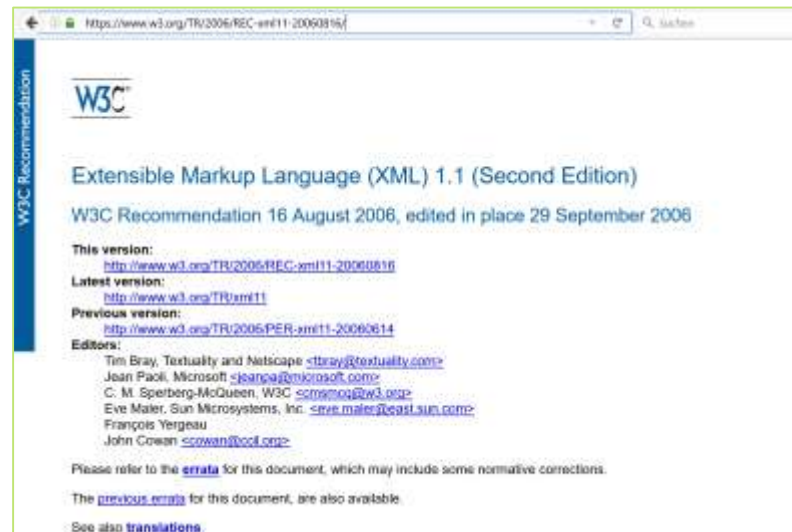 https://www.w3.org/TR/2006/REC-xml11-20060816/
Suchen
W3C Recommendation
W3C
Extensible Markup Language (XML) 1.1 (Second Edition)
W3C Recommendation 16 August 2006, edited in place 29 September 2006
This version:
http://www.w3.org/TR/2006/REC-xml11-20060816
Latest version:
http://www.w3.org/TR/xml11
Previous version:
http://www.w3.org/TR/2006/PER-xml11-20060614
Editors:
Tim Bray, Textuality and Netscape <tbray@textuality.com>
Jean Paoli, Microsoft <jeanpa@microsoft.com>
C. M. Sperberg-McQueen, W3C <cmsmcq@w3.org>
Eve Maler, Sun Microsystems, Inc. <eve.maler@east.sun.com>
François Yergeau
John Cowan <cowan@ccil.org>
Please refer to the errata for this document, which may include some normative corrections.
The previous errata for this document, are also available.
See also translations.